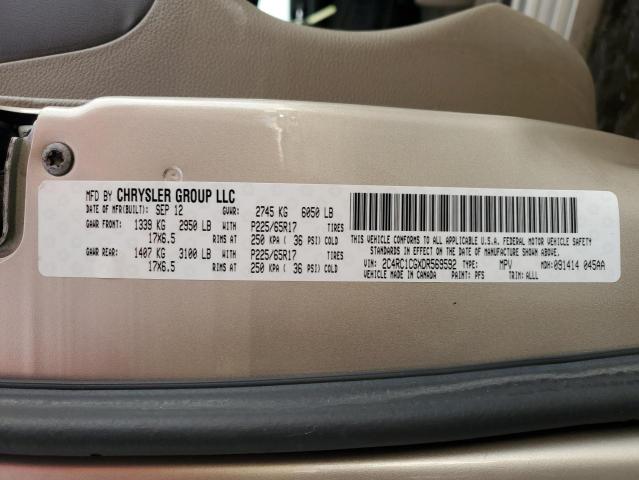 MFD BY CHRYSLER GROUP LLC
DATE OF MFR(BUILT): SEP 12 GVWR: 2745 KG 6050 LB
GAWR FRONT: 1339 KG 2950 LB WITH P225/65R17 TIRES
17X6.5 RIMS AT 250 KPA ( 36 PSI) COLD
GAWR REAR: 1407 KG 3100 LB WITH P225/65R17 TIRES
17X6.5 RIMS AT 250 KPA ( 36 PSI) COLD
THIS VEHICLE CONFORMS TO ALL APPLICABLE U.S.A. FEDERAL MOTOR VEHICLE SAFETY
STANDARDS IN EFFECT ON THE DATE OF MANUFACTURE SHOWN ABOVE.
VIN: 2C4RC1CGXDR569592 TYPE: MPV MDH: 091414 045AA
VEHICLE MADE IN CANADA PAINT: PFS TRIM: ALLL